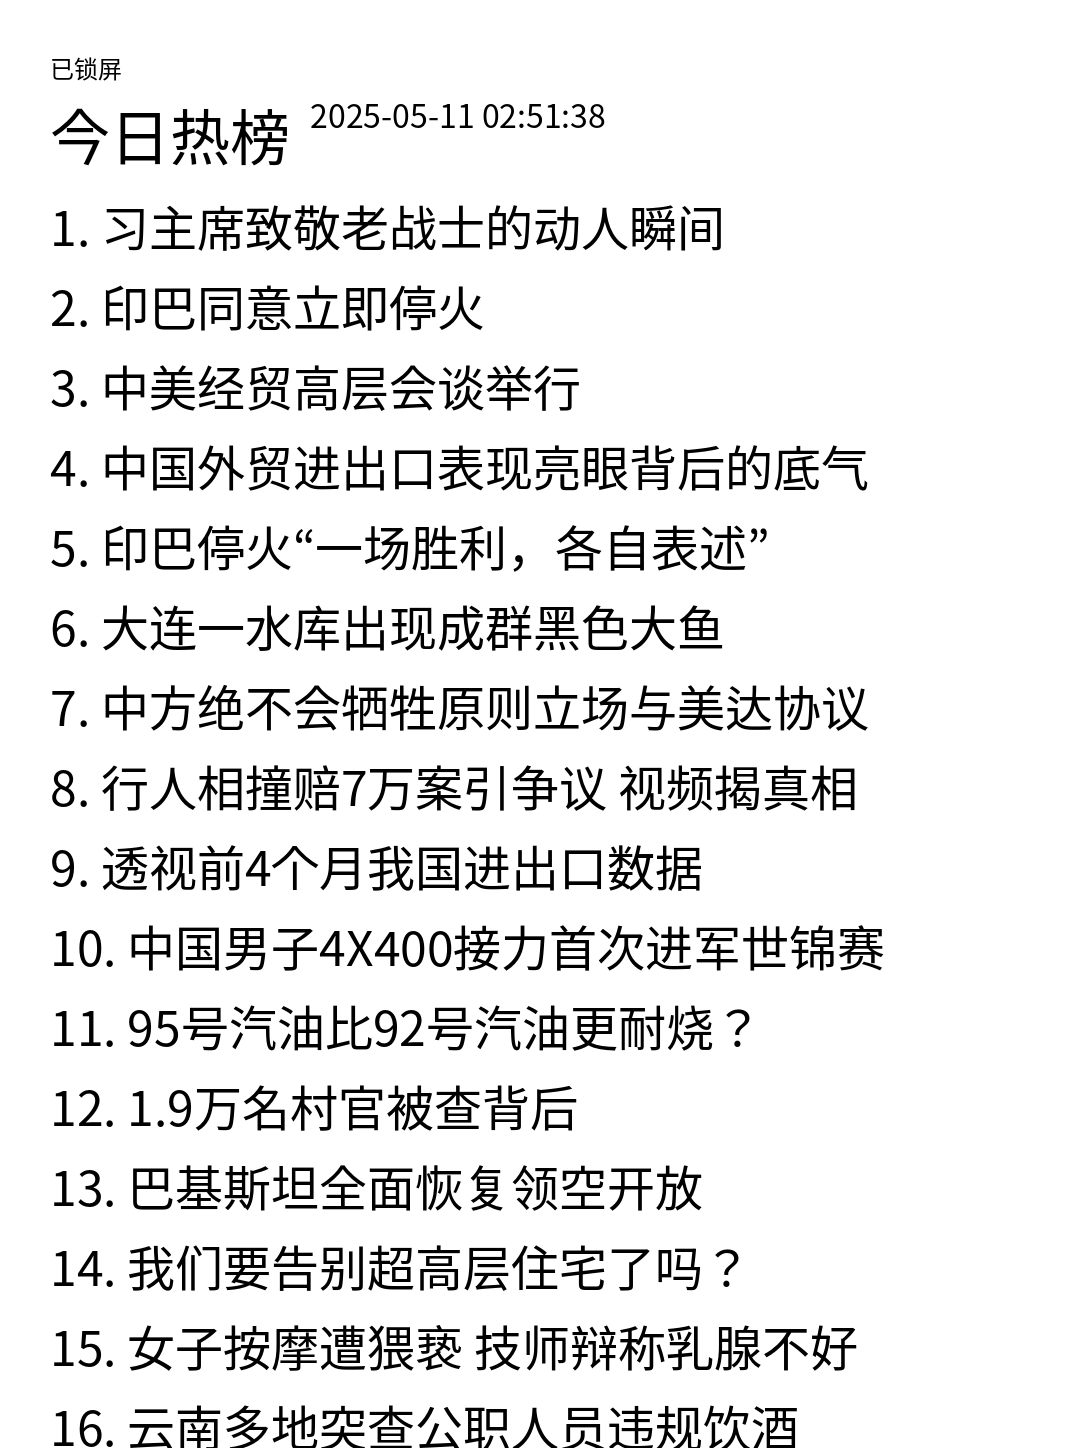 已锁屏
今日热榜 2025-05-11 02:51:38
1. 习主席致敬老战士的动人瞬间
2. 印巴同意立即停火
3. 中美经贸高层会谈举行
4. 中国外贸进出口表现亮眼背后的底气
5. 印巴停火“一场胜利，各自表述”
6. 大连一水库出现成群黑色大鱼
7. 中方绝不会牺牲原则立场与美达协议
8. 行人相撞赔7万案引争议 视频揭真相
9. 透视前4个月我国进出口数据
10. 中国男子4X400接力首次进军世锦赛
11. 95号汽油比92号汽油更耐烧？
12. 1.9万名村官被查背后
13. 巴基斯坦全面恢复领空开放
14. 我们要告别超高层住宅了吗？
15. 女子按摩遭猥亵 技师辩称乳腺不好
16. 云南多地突查公职人员违规饮酒